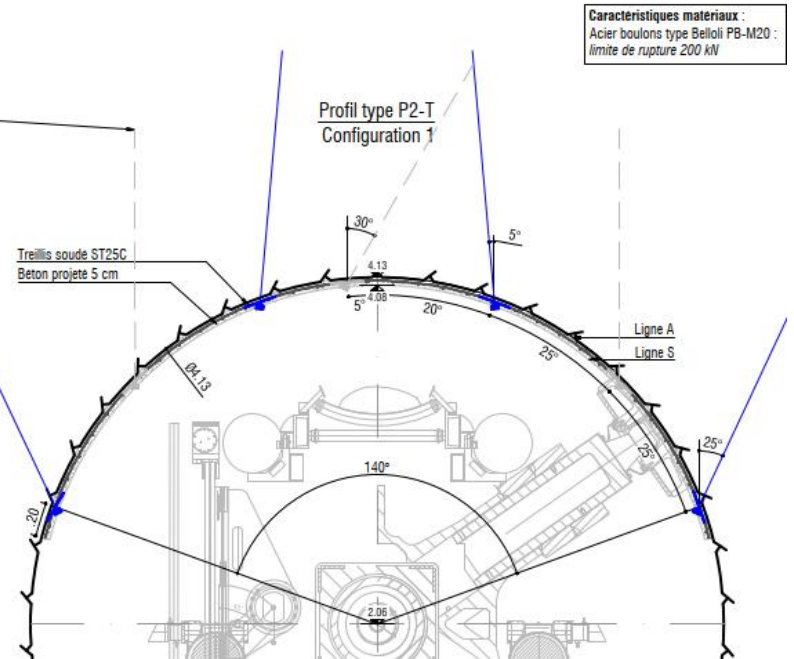 Caractéristiques matériaux :
Acier boulons type Belloli PB-M20 :
limite de rupture 200 kN
Profil type P2-T
Configuration 1
30°
5°
Treillis soudé ST25C
Béton projeté 5 cm
4.13
4.08
5°
20°
Ligne A
Ligne S
25°
Ø4.13
25°
25°
140°
.20
2.06